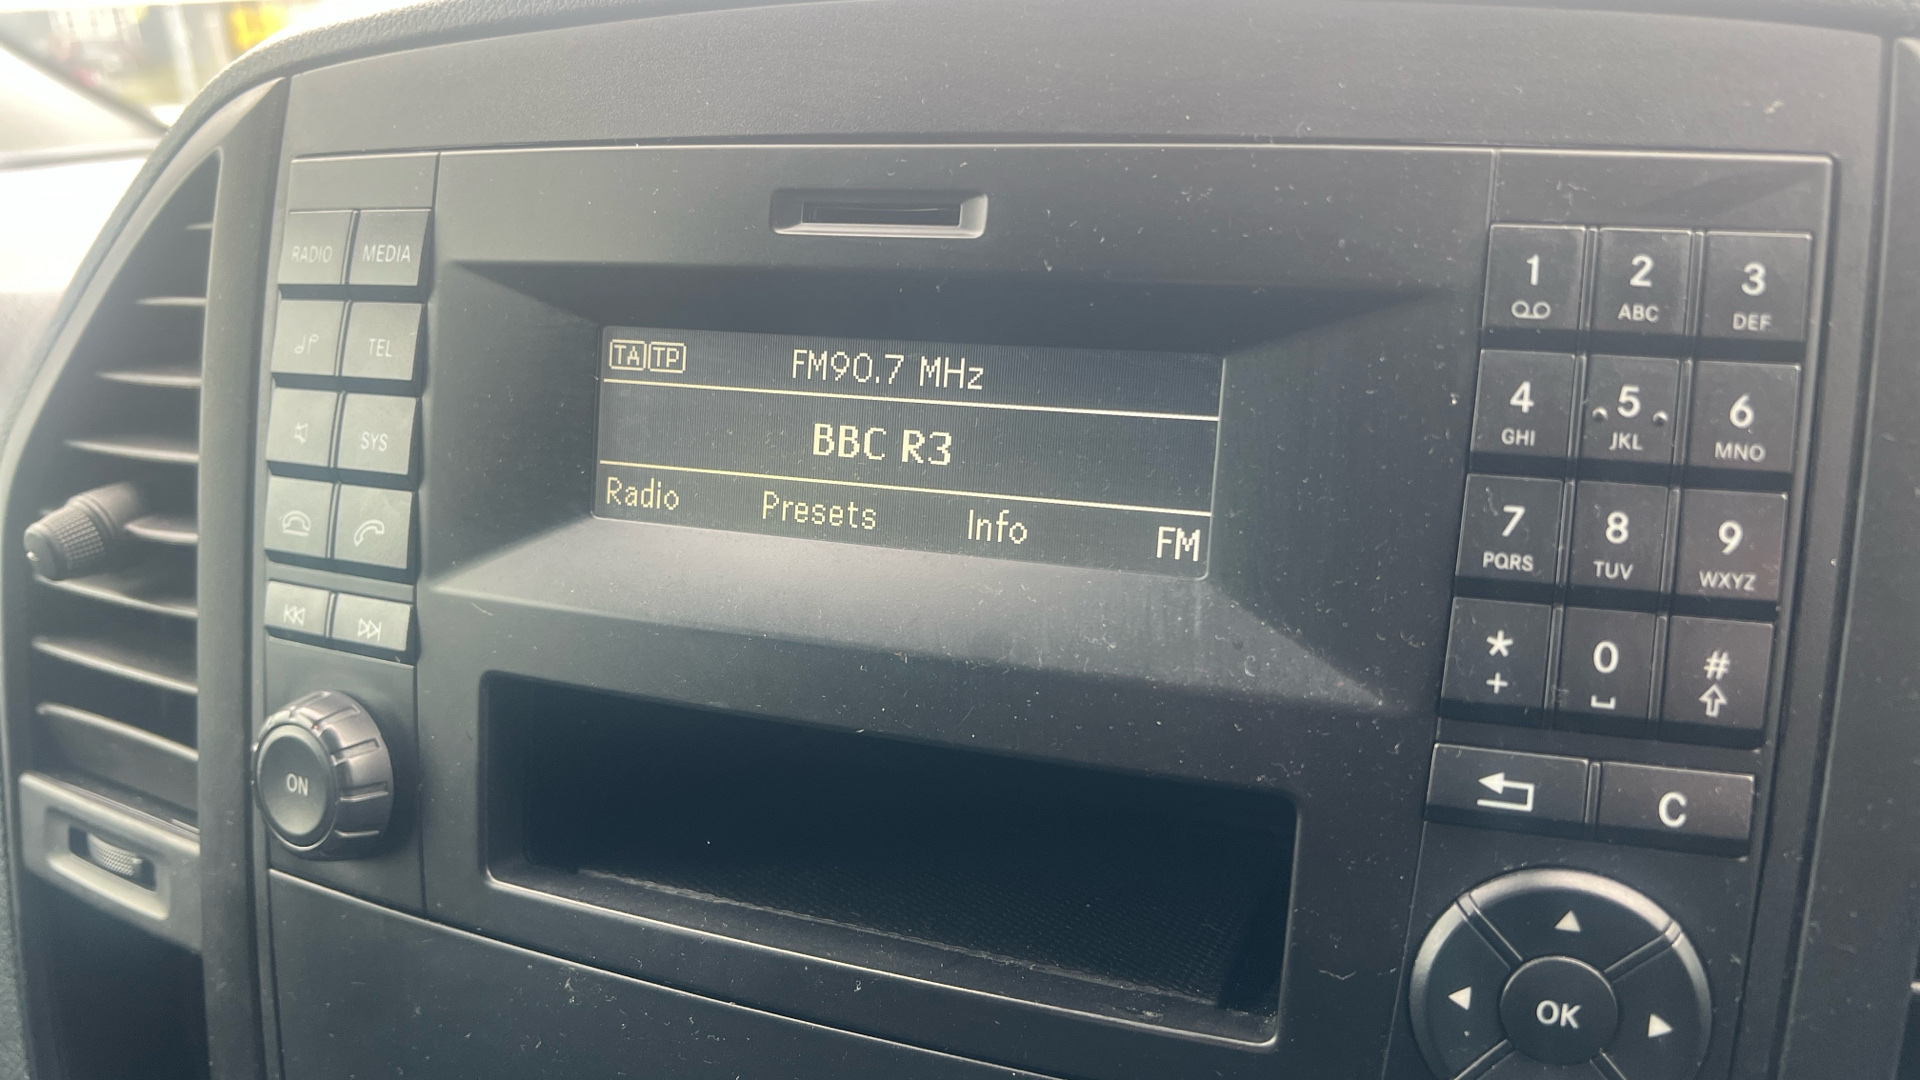 RADIO MEDIA
TEL
SYS
ON
TA TP FM90.7 MHz
BBC R3
Radio Presets Info FM
1 2 3
ABC DEF
4 5 6
GHI JKL MNO
7 8 9
PQRS TUV WXYZ
* 0 #
+
C
OK